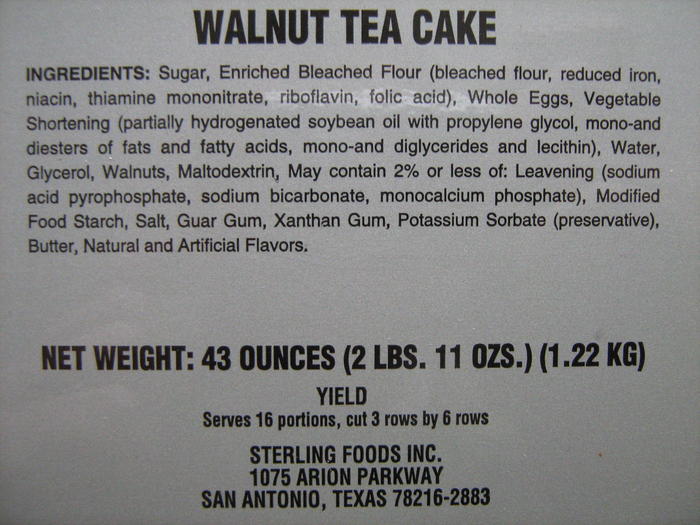 WALNUT TEA CAKE
INGREDIENTS: Sugar, Enriched Bleached Flour (bleached flour, reduced iron,
niacin, thiamine mononitrate, riboflavin, folic acid), Whole Eggs, Vegetable
Shortening (partially hydrogenated soybean oil with propylene glycol, mono-and
diesters of fats and fatty acids, mono-and diglycerides and lecithin), Water,
Glycerol, Walnuts, Maltodextrin, May contain 2% or less of: Leavening (sodium
acid pyrophosphate, sodium bicarbonate, monocalcium phosphate), Modified
Food Starch, Salt, Guar Gum, Xanthan Gum, Potassium Sorbate (preservative),
Butter, Natural and Artificial Flavors.
NET WEIGHT: 43 OUNCES (2 LBS. 11 OZS.) (1.22 KG)
YIELD
Serves 16 portions, cut 3 rows by 6 rows
STERLING FOODS INC.
1075 ARION PARKWAY
SAN ANTONIO, TEXAS 78216-2883